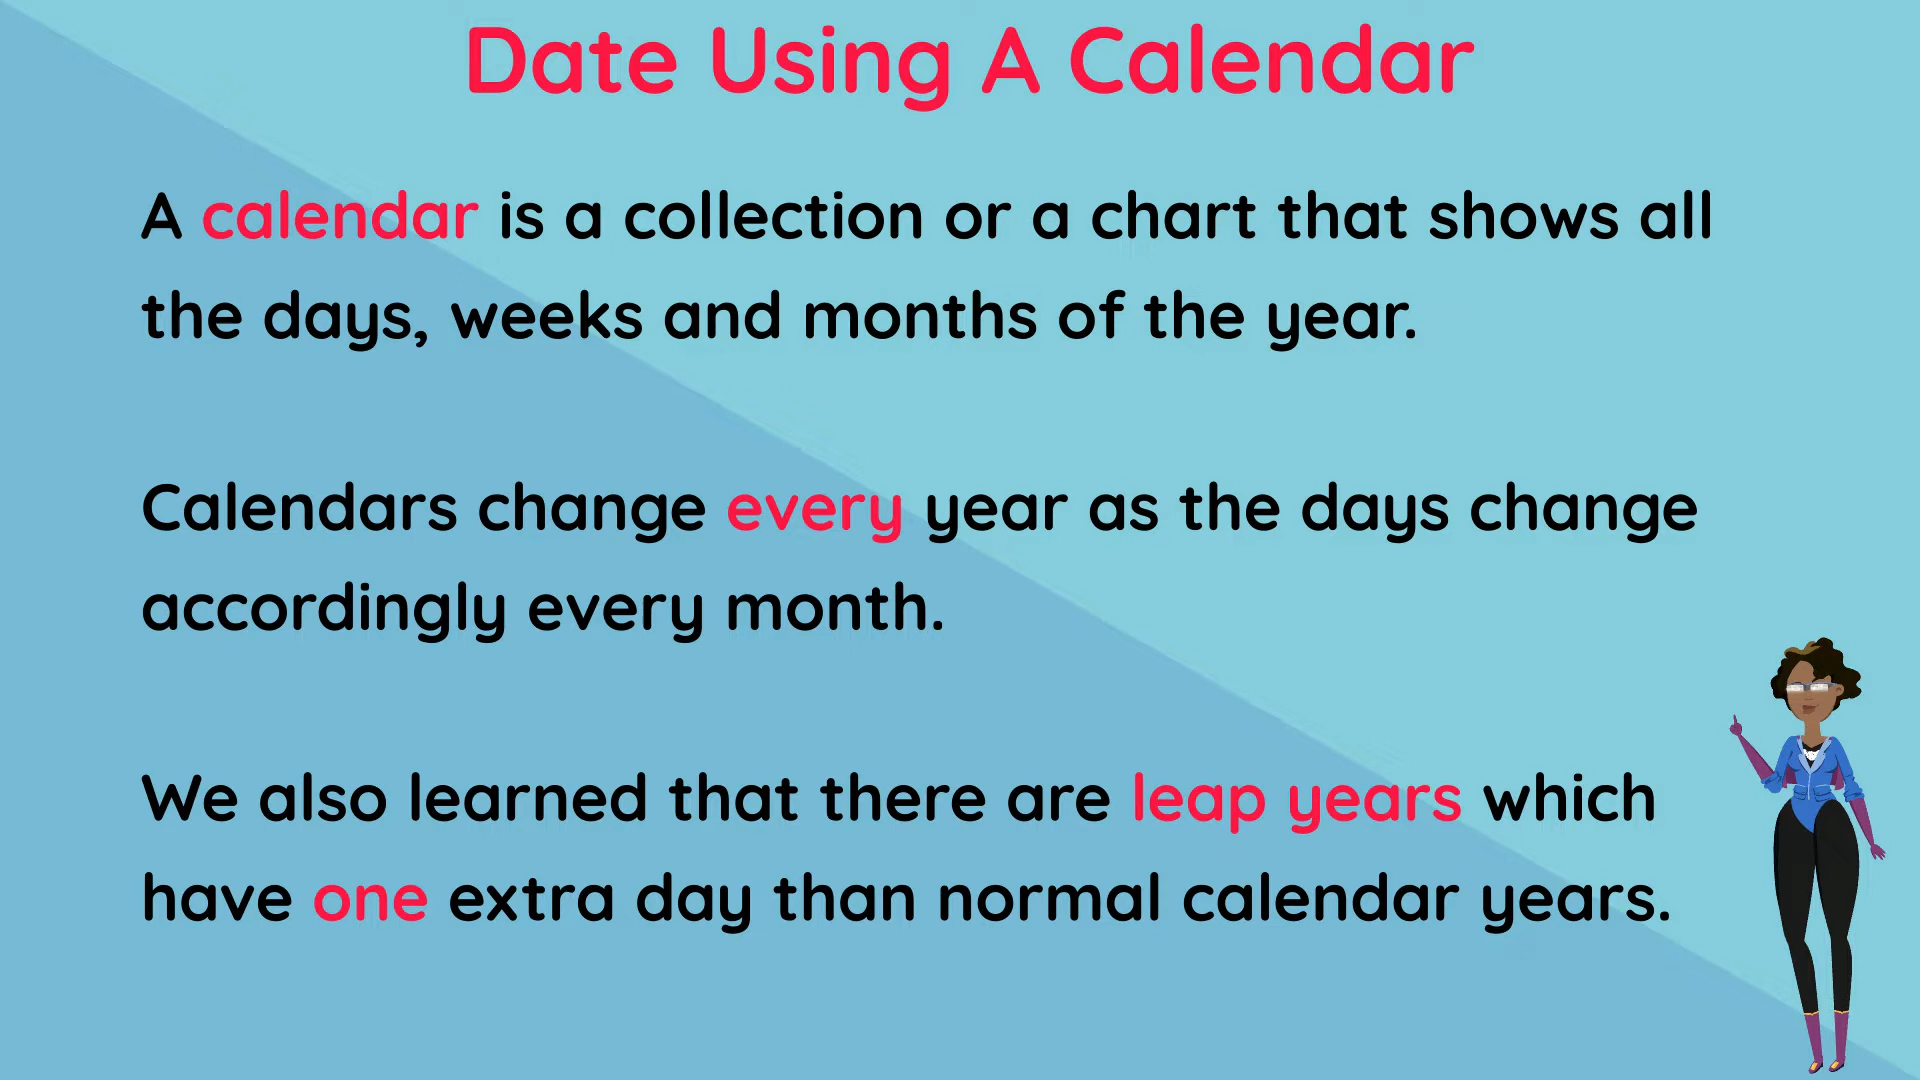 Date Using A Calendar
A calendar is a collection or a chart that shows all
the days, weeks and months of the year.
Calendars change every year as the days change
accordingly every month.
We also learned that there are leap years which
have one extra day than normal calendar years.